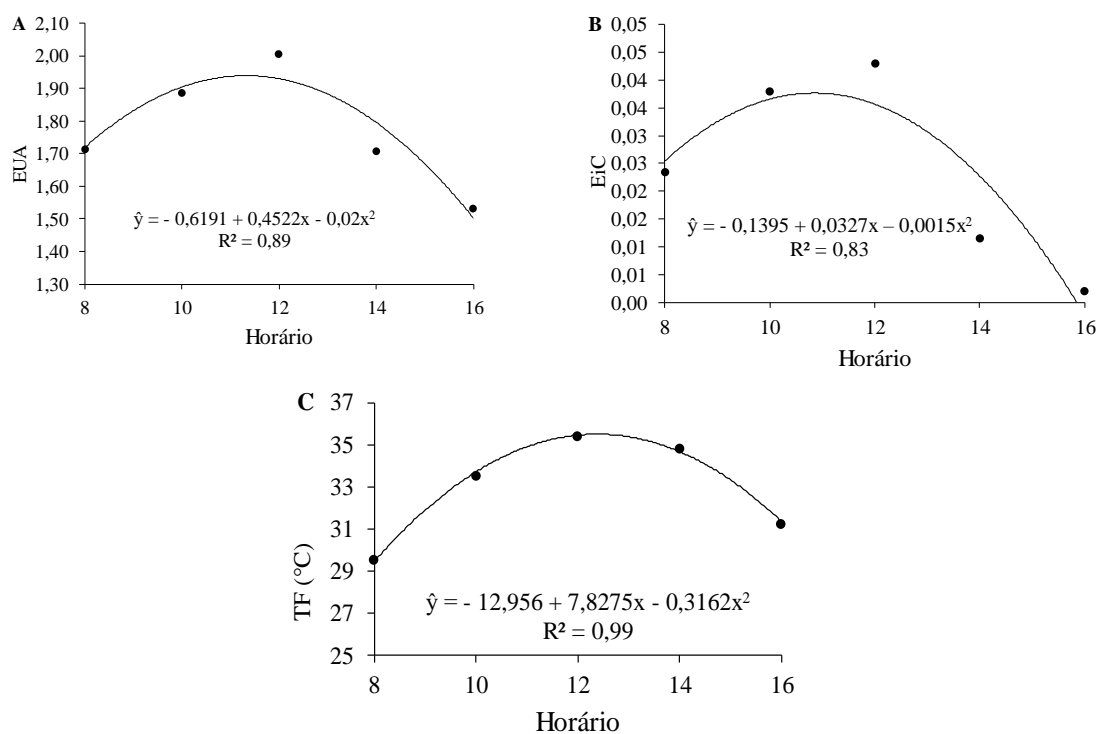 A
2,10
2,00
1,90
1,80
1,70
1,60
1,50
1,40
1,30
EUA
ŷ = - 0,6191 + 0,4522x - 0,02x²
R² = 0,89
8 10 12 14 16
Horário
B
0,05
0,05
0,04
0,04
0,03
0,03
0,02
0,02
0,01
0,01
0,00
EiC
ŷ = - 0,1395 + 0,0327x – 0,0015x²
R² = 0,83
8 10 12 14 16
Horário
C
37
35
33
31
29
27
25
TF (°C)
ŷ = - 12,956 + 7,8275x - 0,3162x²
R² = 0,99
8 10 12 14 16
Horário